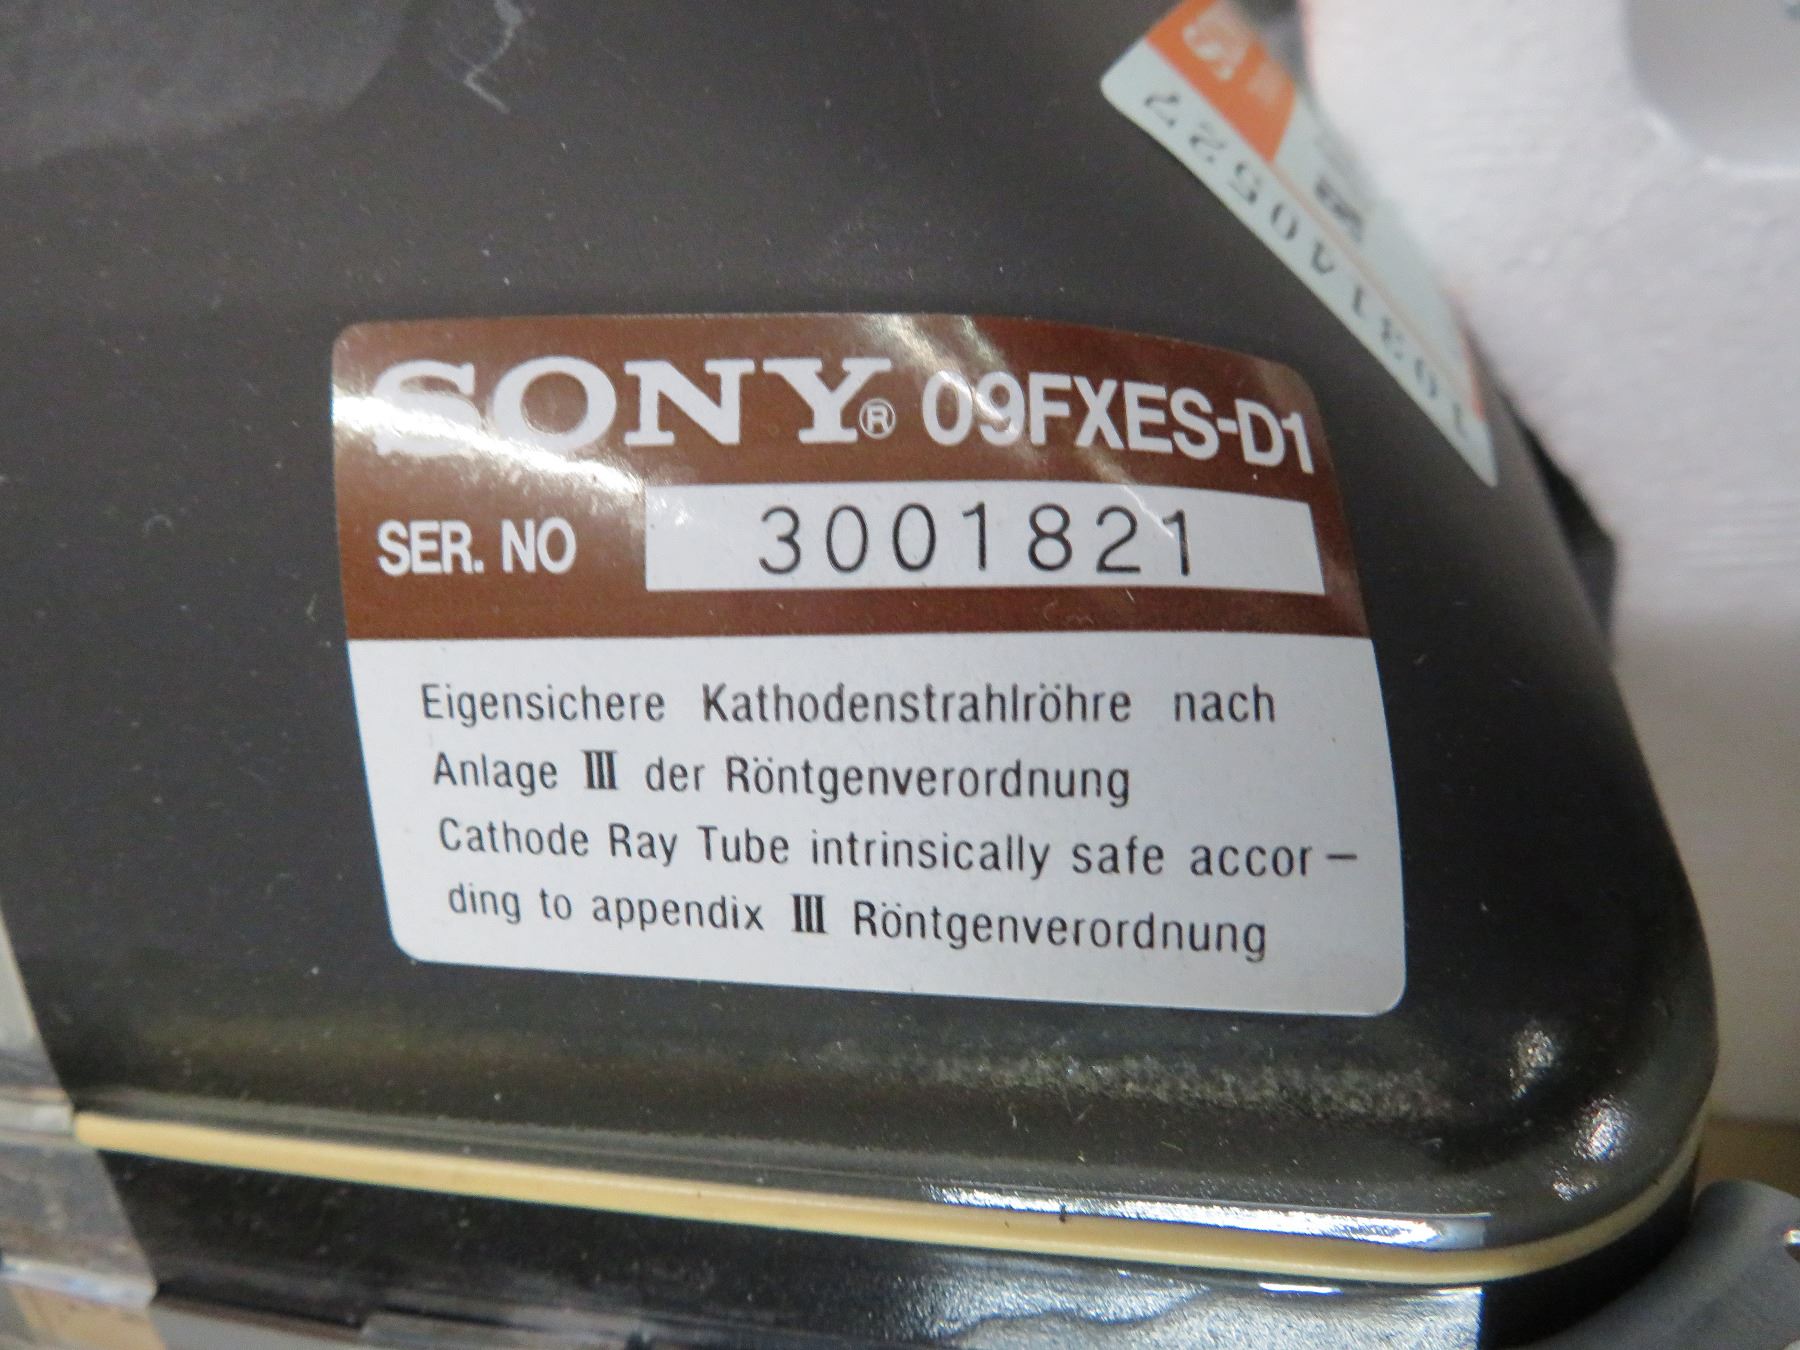 SONY® 09FXES-D1
SER. NO 3001821
Eigensichere Kathodenstrahlröhre nach
Anlage III der Röntgenverordnung
Cathode Ray Tube intrinsically safe accor-
ding to appendix III Röntgenverordnung